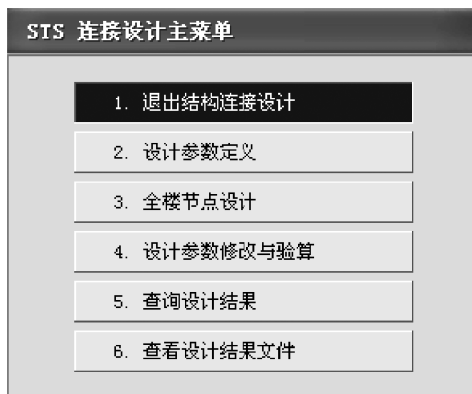 STS 连接设计主菜单
1. 退出结构连接设计
2. 设计参数定义
3. 全楼节点设计
4. 设计参数修改与验算
5. 查询设计结果
6. 查看设计结果文件